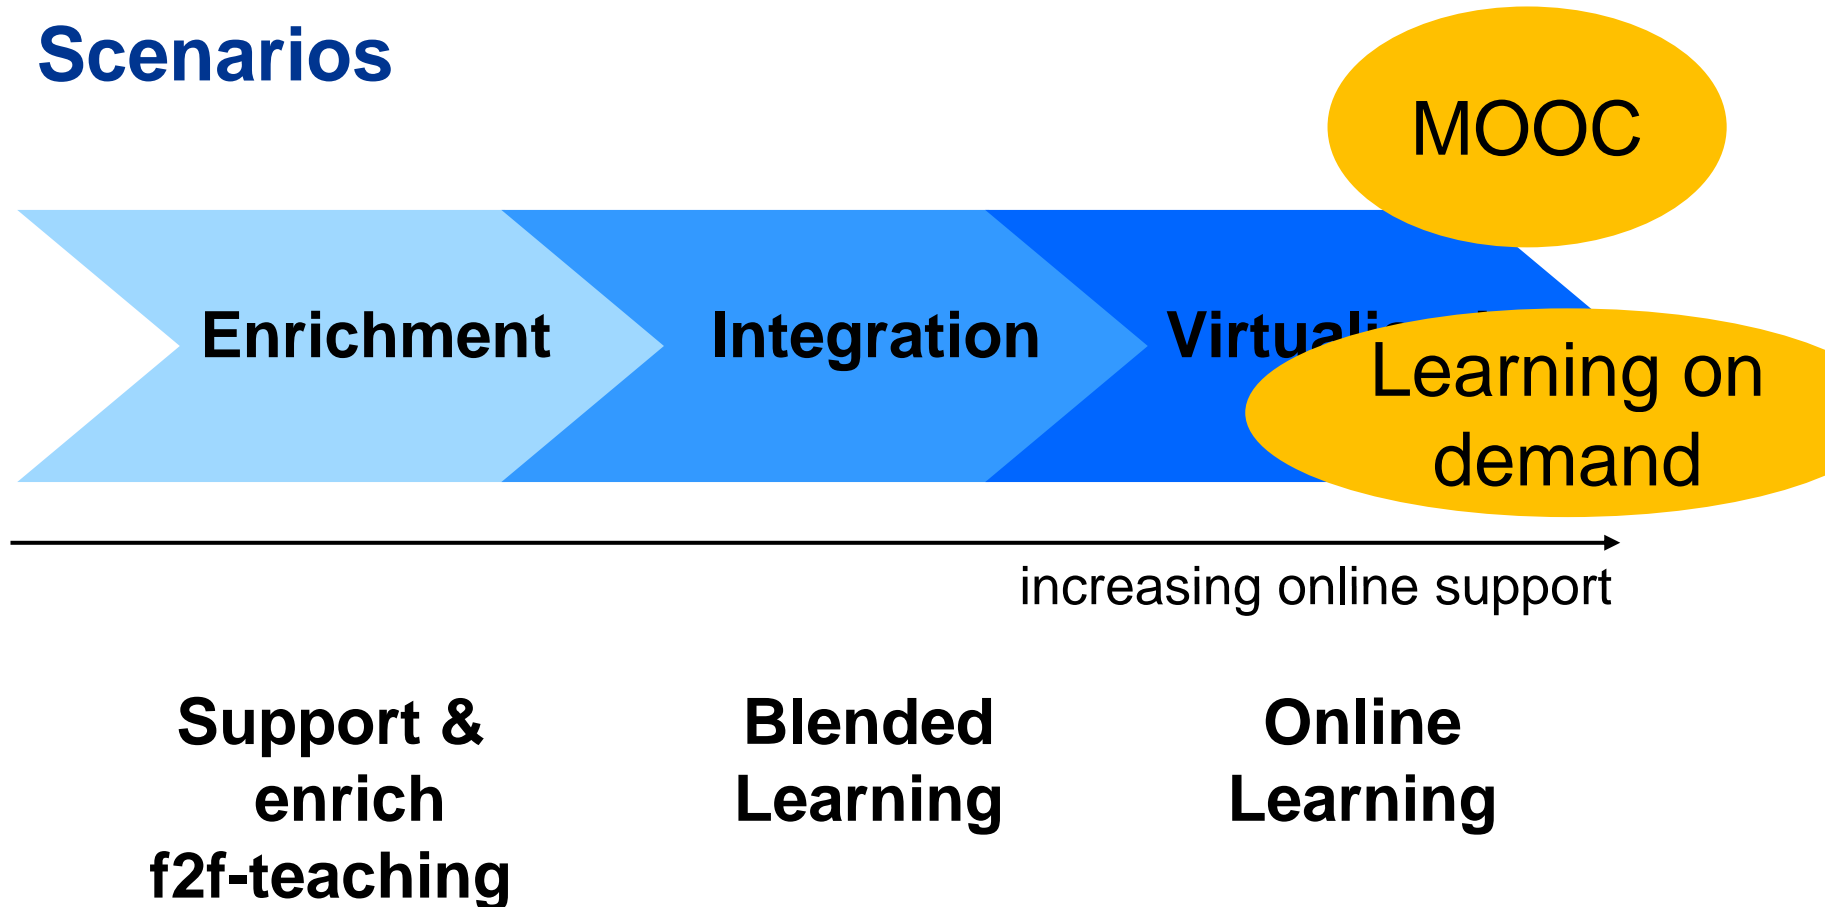 Scenarios
MOOC
Enrichment
Integration
Learning on
demand
increasing online support
Support &
enrich
f2f-teaching
Blended
Learning
Online
Learning